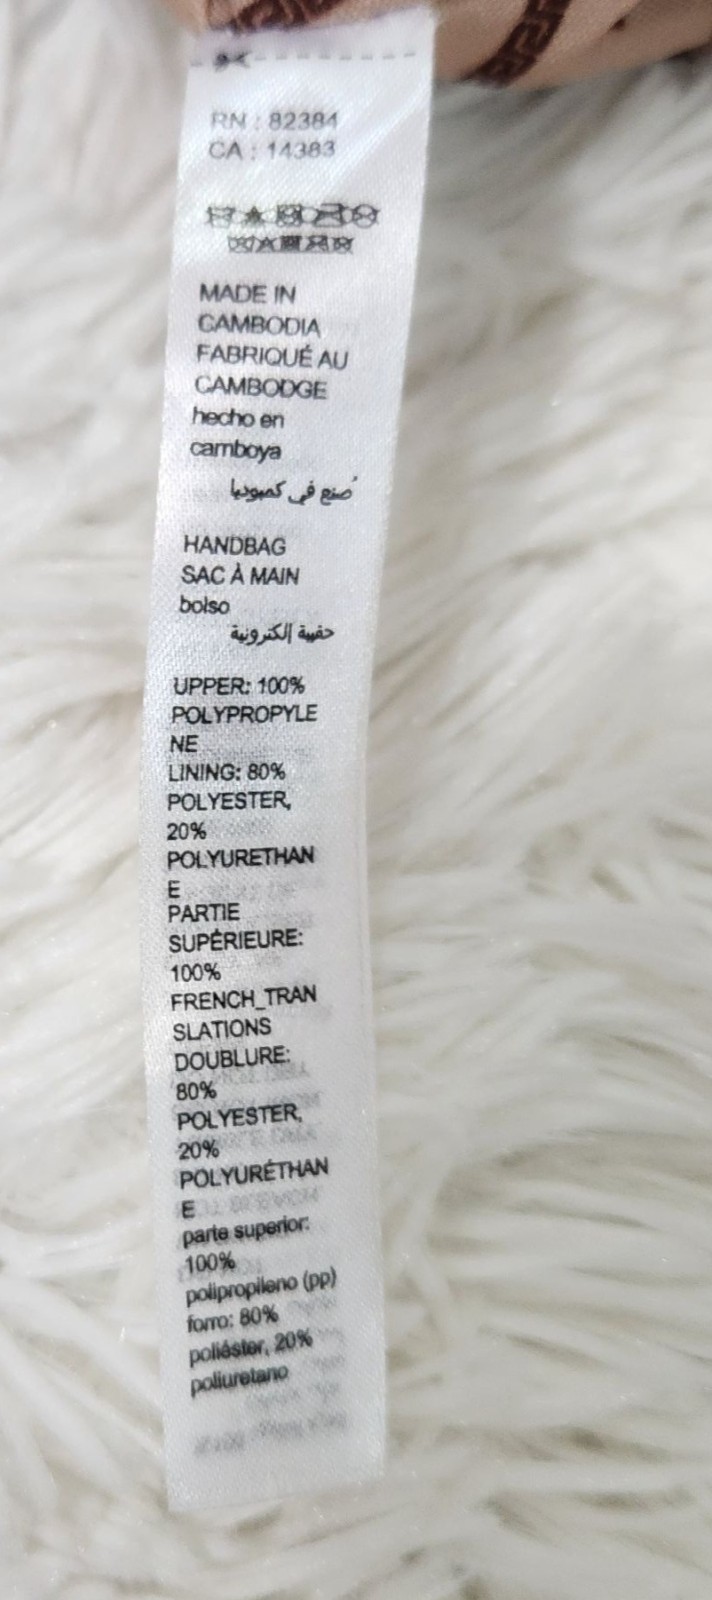 RN : 82384
CA : 14383
MADE IN
CAMBODIA
FABRIQUÉ AU
CAMBODGE
hecho en
camboya
صُنع في كمبوديا
HANDBAG
SAC À MAIN
bolso
حقيبة إلكترونية
UPPER: 100%
POLYPROPYLE
NE
LINING: 80%
POLYESTER,
20%
POLYURETHAN
E
PARTIE
SUPÉRIEURE:
100%
FRENCH_TRAN
SLATIONS
DOUBLURE:
80%
POLYESTER,
20%
POLYURÉTHAN
E
parte superior:
100%
polipropileno (pp)
forro: 80%
poliéster, 20%
poliuretano